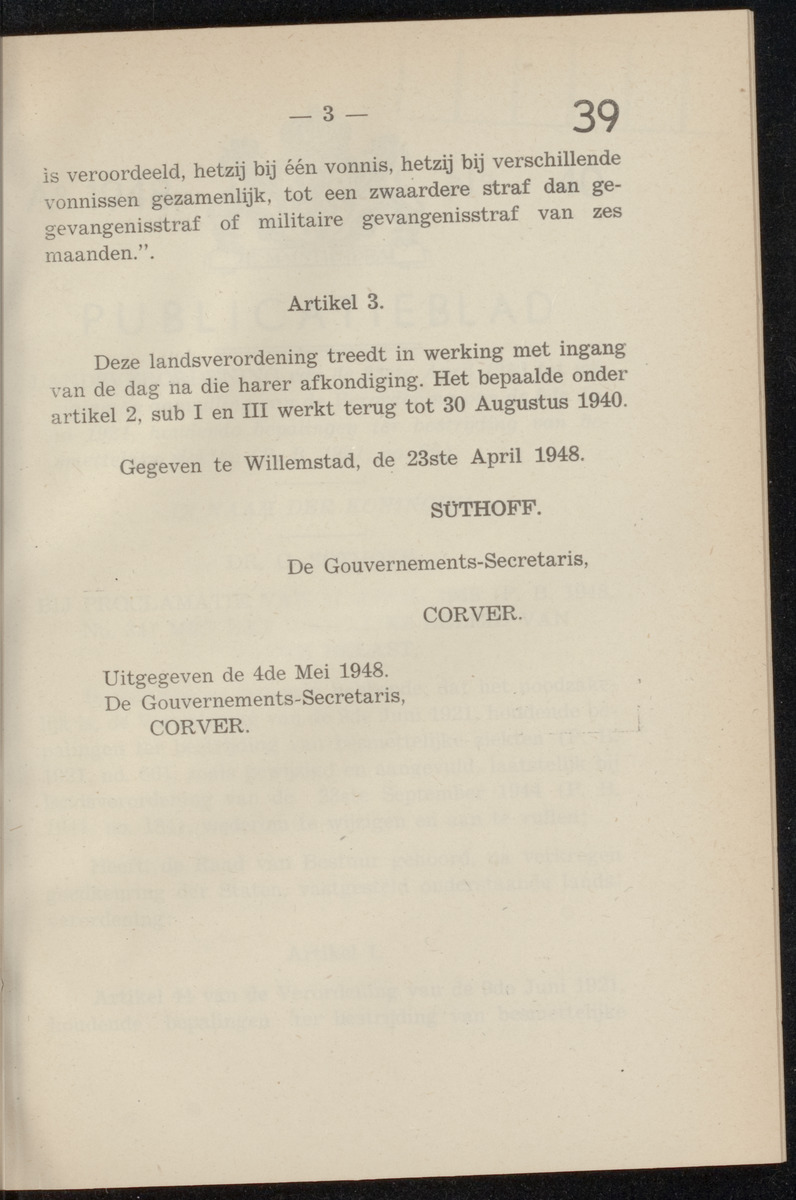 — 3 —
39
is veroordeeld, hetzij bij één vonnis, hetzij bij verschillende
vonnissen gezamenlijk, tot een zwaardere straf dan ge-
gevangenisstraf of militaire gevangenisstraf van zes
maanden.”.
Artikel 3.
Deze landsverordening treedt in werking met ingang
van de dag na die harer afkondiging. Het bepaalde onder
artikel 2, sub I en III werkt terug tot 30 Augustus 1940.
Gegeven te Willemstad, de 23ste April 1948.
SÜTHOFF.
De Gouvernements-Secretaris,
CORVER.
Uitgegeven de 4de Mei 1948.
De Gouvernements-Secretaris,
CORVER.